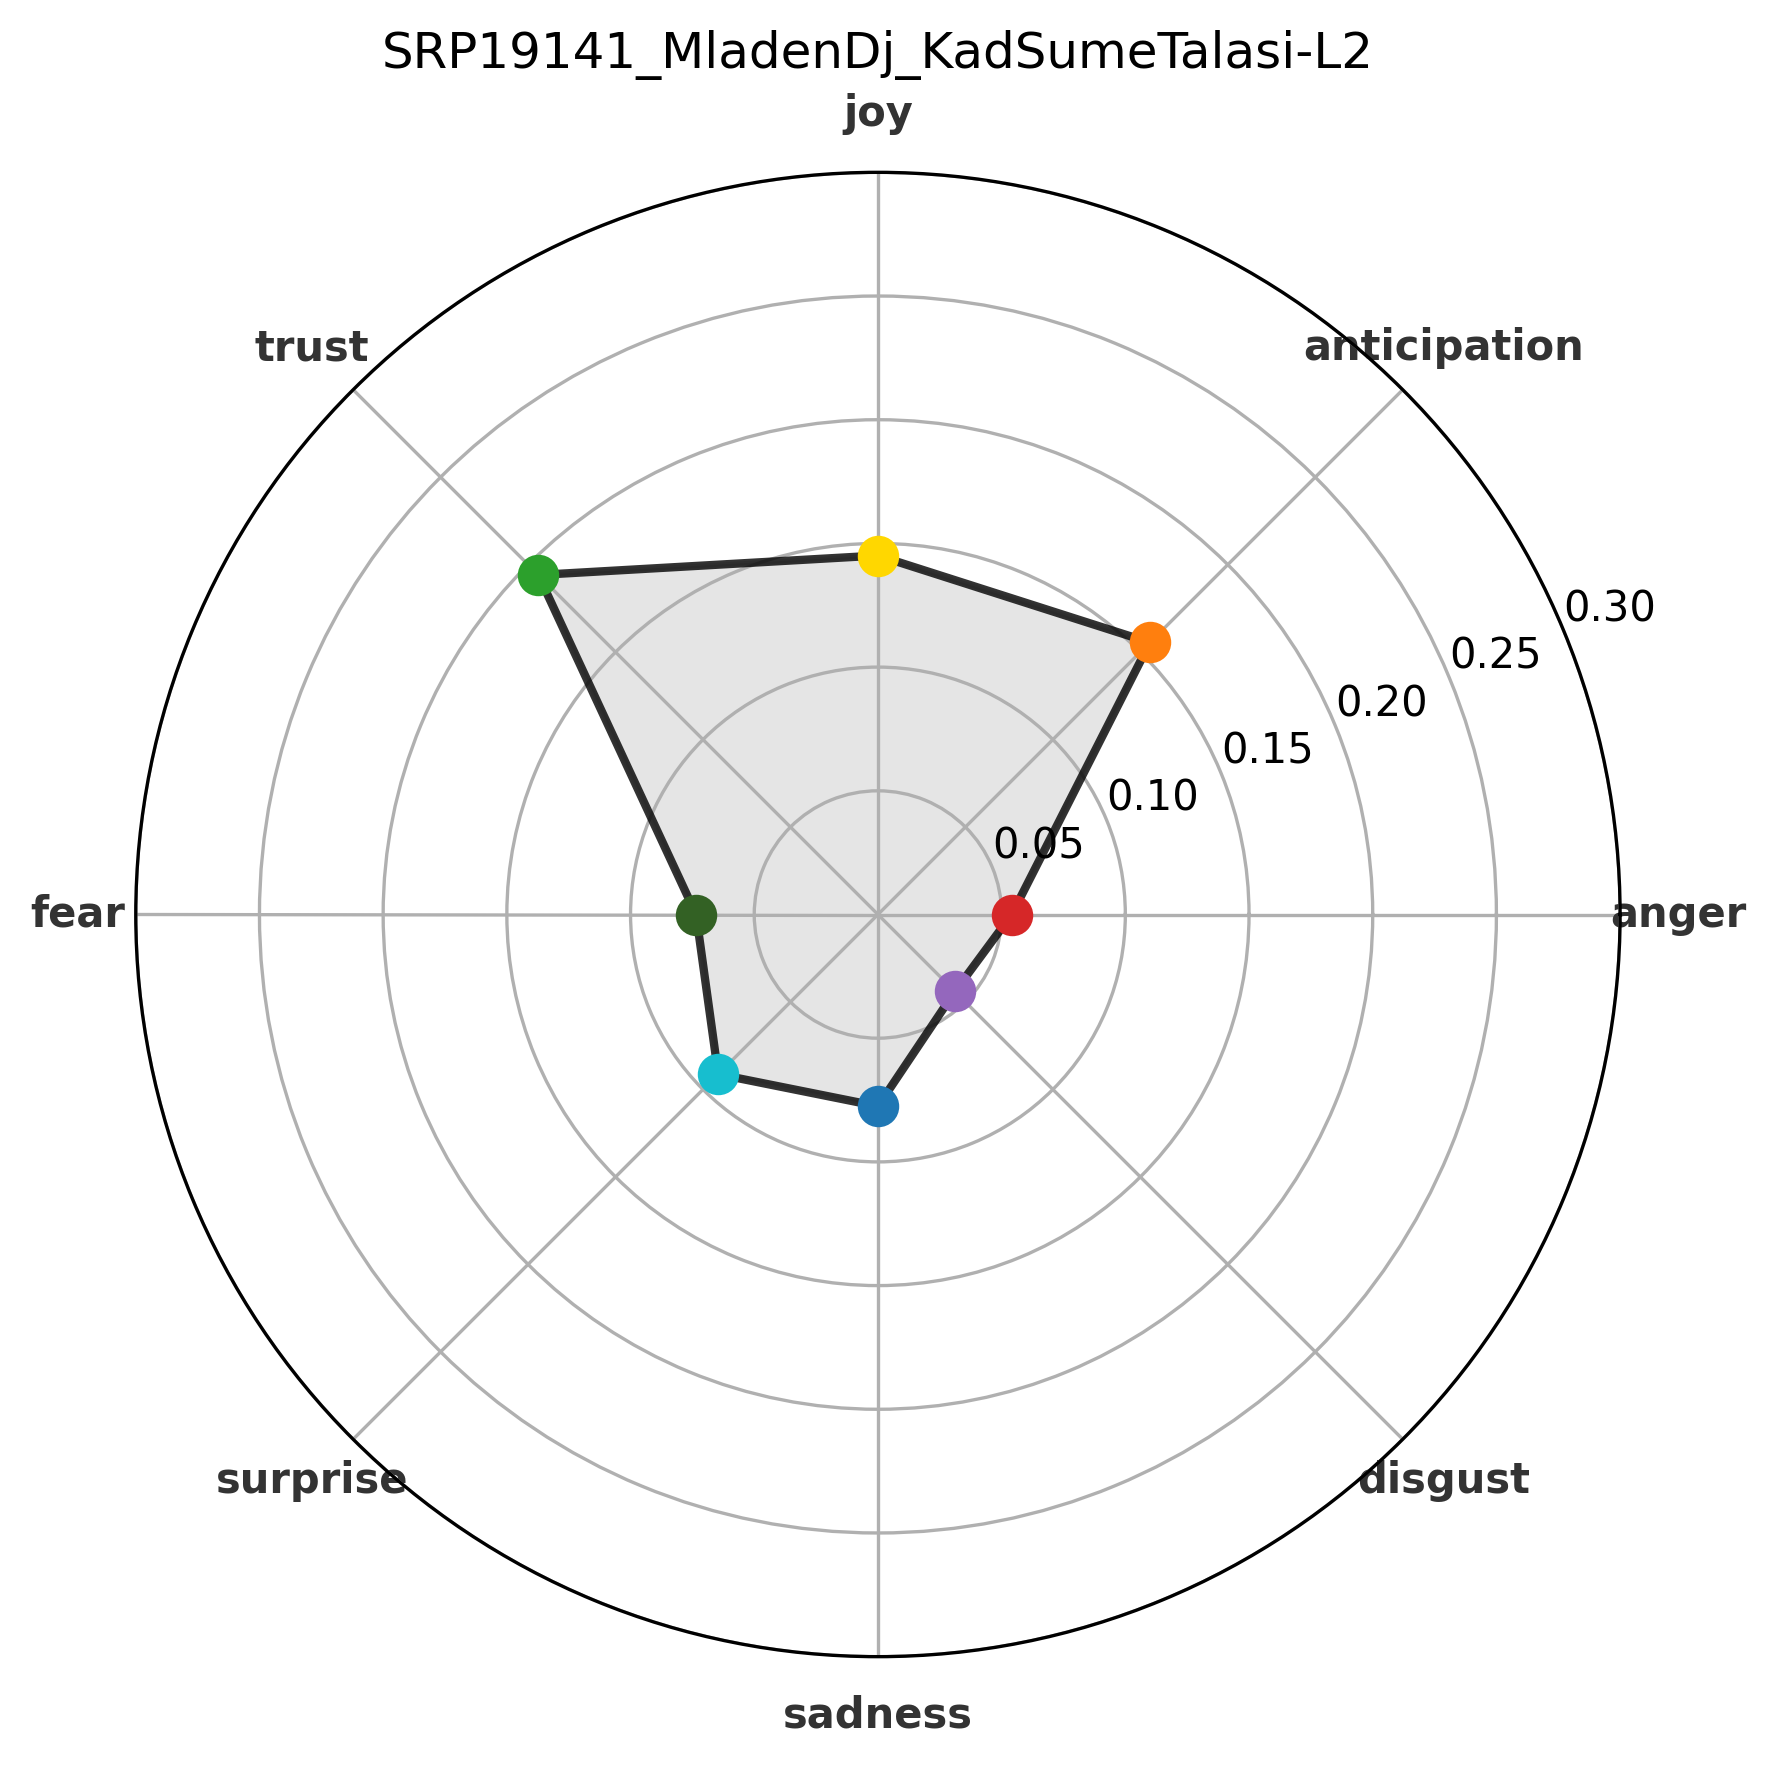 SRP19141_MladenDj_KadSumeTalasi-L2
joy
trust
anticipation
0.30
0.25
0.20
0.15
0.10
0.05
fear
anger
surprise
disgust
sadness